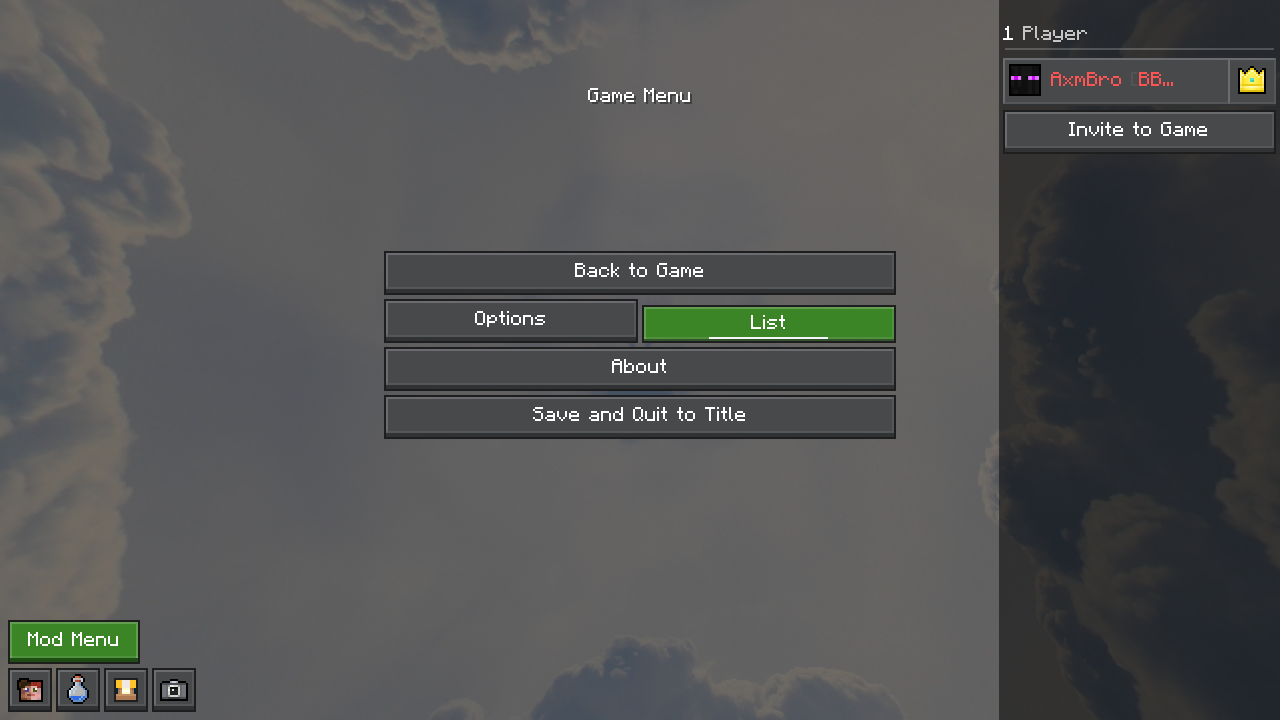 Game Menu
Back to Game
Options
List
About
Save and Quit to Title
Mod Menu
1 Player
AxmBro BB...
Invite to Game